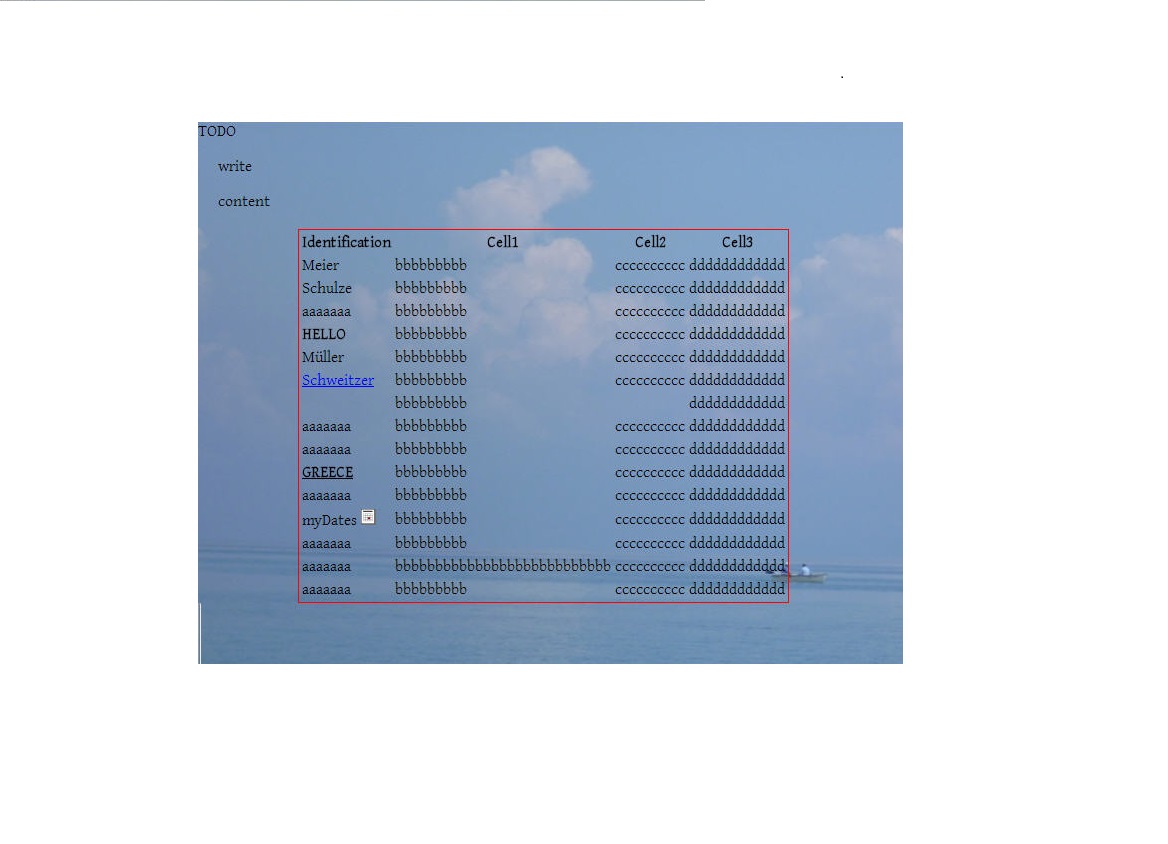 .
TODO
write
content
Identification Cell1 Cell2 Cell3
Meier bbbbbbbbb cccccccccc dddddddddddd
Schulze bbbbbbbbb cccccccccc dddddddddddd
aaaaaaa bbbbbbbbb cccccccccc dddddddddddd
HELLO bbbbbbbbb cccccccccc dddddddddddd
Müller bbbbbbbbb cccccccccc dddddddddddd
Schweitzer bbbbbbbbb cccccccccc dddddddddddd
bbbbbbbbb dddddddddddd
aaaaaaa bbbbbbbbb cccccccccc dddddddddddd
aaaaaaa bbbbbbbbb cccccccccc dddddddddddd
GREECE bbbbbbbbb cccccccccc dddddddddddd
aaaaaaa bbbbbbbbb cccccccccc dddddddddddd
myDates bbbbbbbbb cccccccccc dddddddddddd
aaaaaaa bbbbbbbbb cccccccccc dddddddddddd
aaaaaaa bbbbbbbbbbbbbbbbbbbbbbbbbbb cccccccccc dddddddddddd
aaaaaaa bbbbbbbbb cccccccccc dddddddddddd